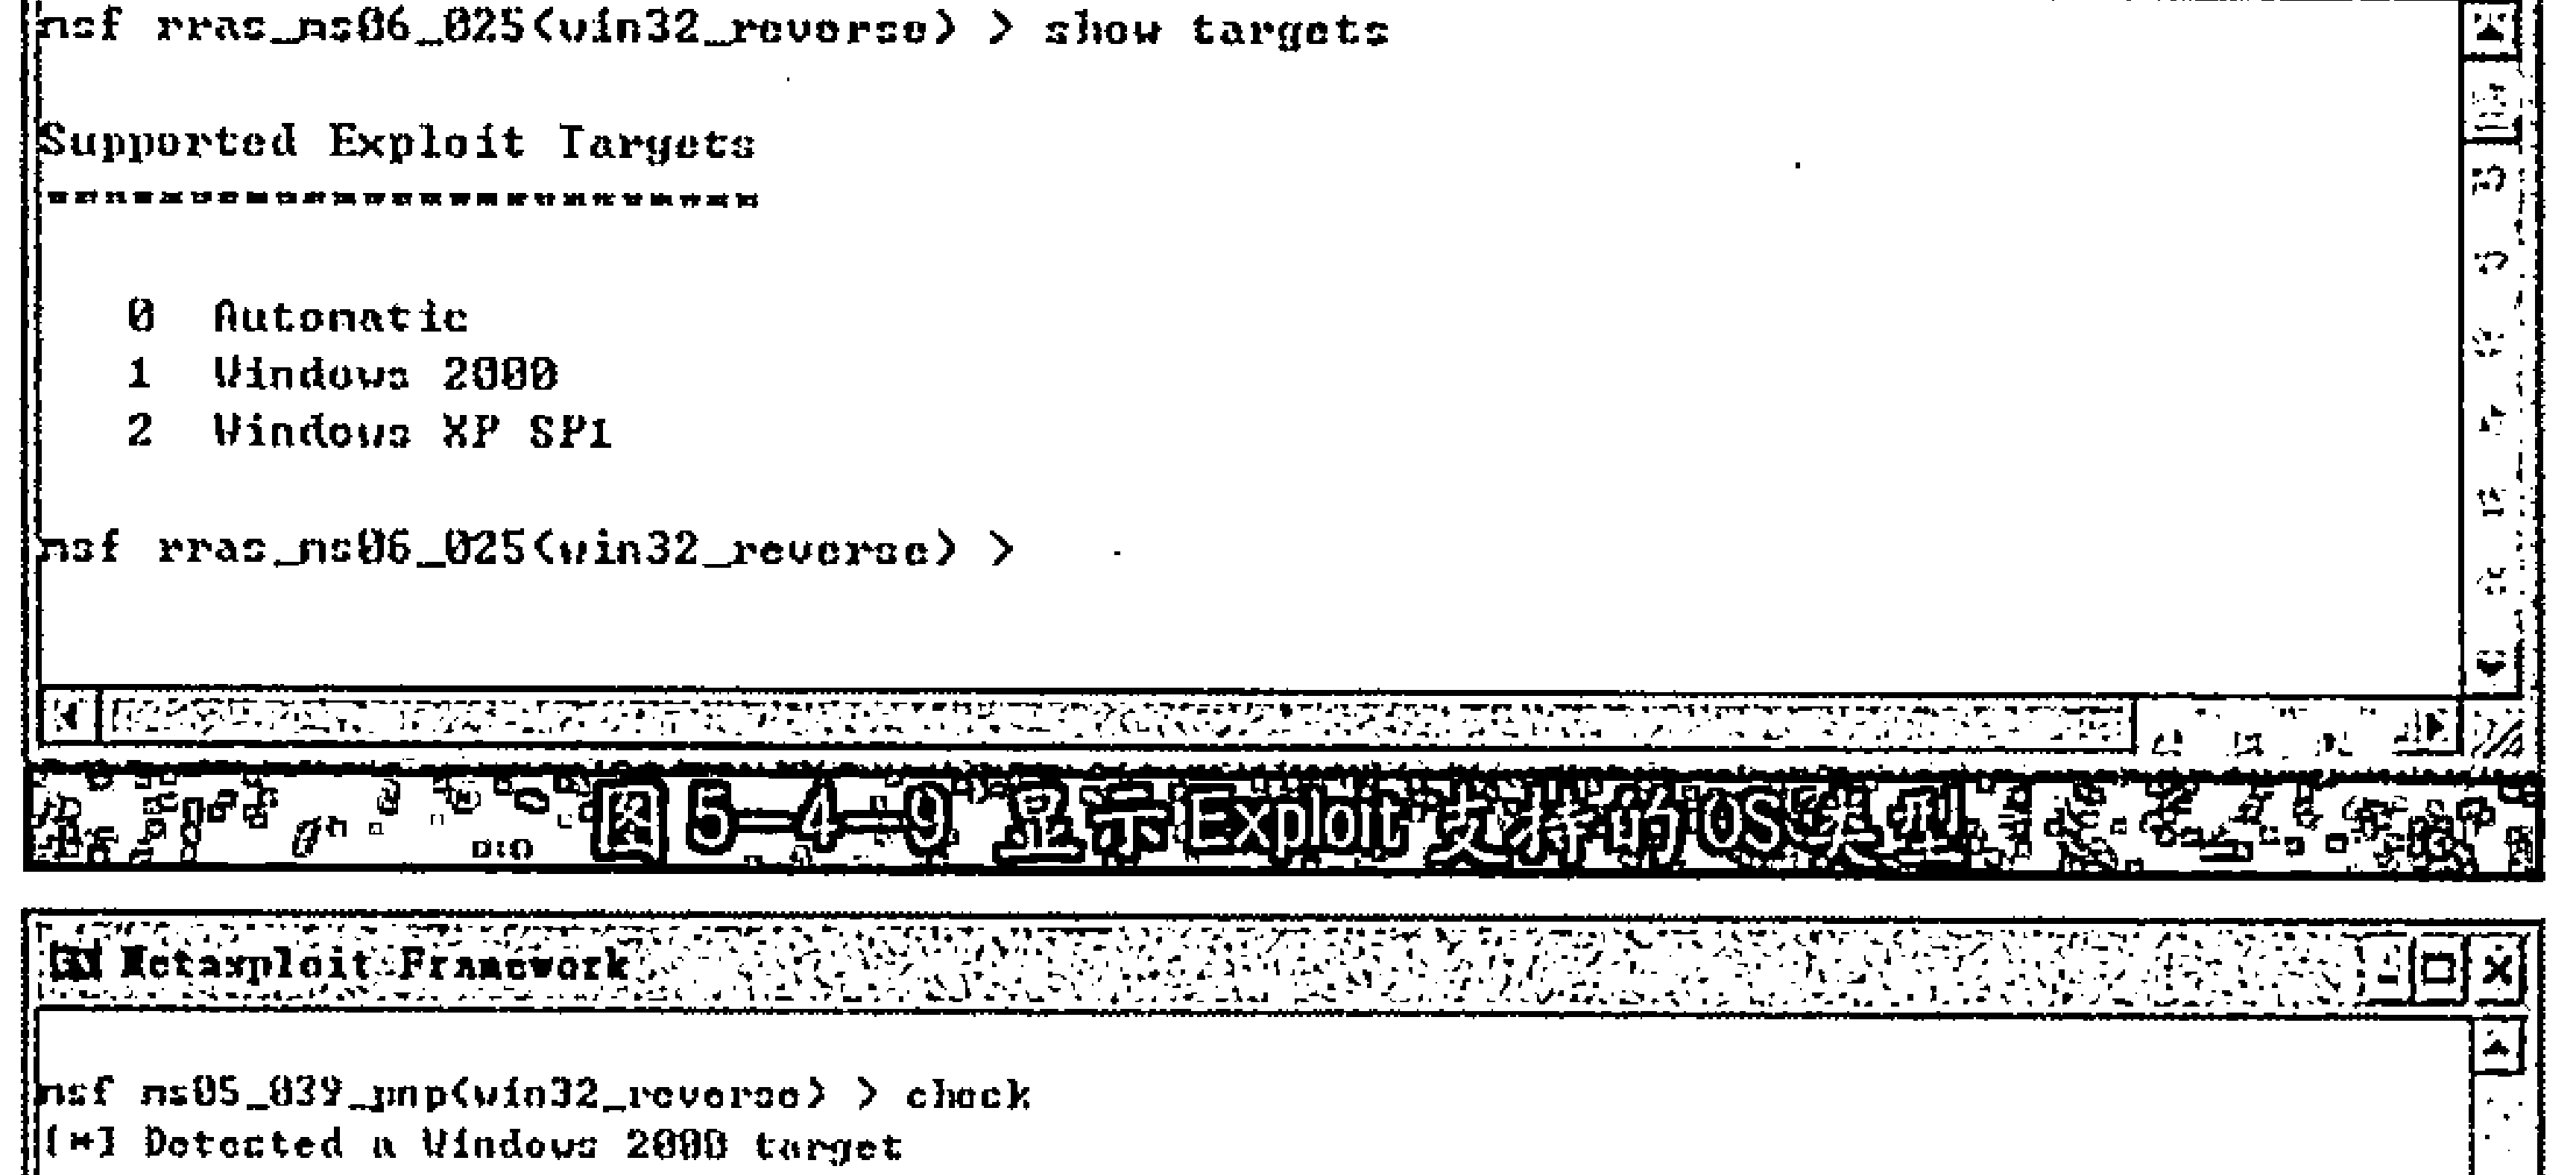 msf rras_ms06_025(win32_reverse) > show targets
Supported Exploit Targets
=========================
0 Automatic
1 Windows 2000
2 Windows XP SP1
msf rras_ms06_025(win32_reverse) >
图 5-4-9 显示Exploit支持的OS类型
Metasploit Framework
msf ms05_039_pnp(win32_reverse) > check
[*] Detected a Windows 2000 target